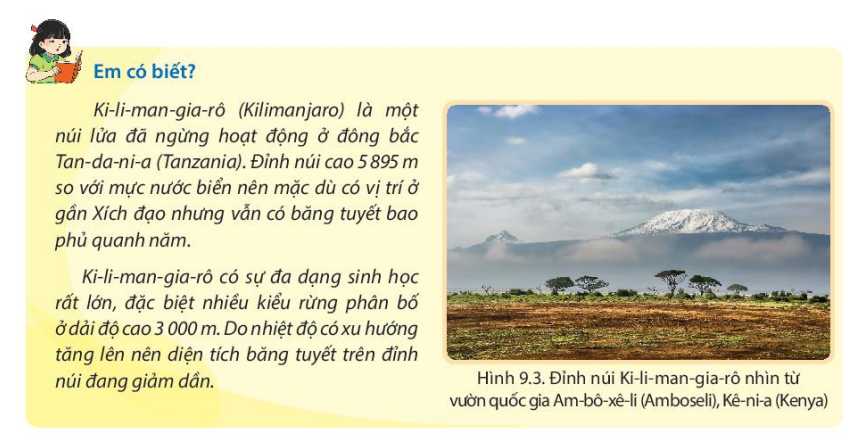 Em có biết?
Ki-li-man-gia-rô (Kilimanjaro) là một
núi lửa đã ngừng hoạt động ở đông bắc
Tan-da-ni-a (Tanzania). Đỉnh núi cao 5 895 m
so với mực nước biển nên mặc dù có vị trí ở
gần Xích đạo nhưng vẫn có băng tuyết bao
phủ quanh năm.
Ki-li-man-gia-rô có sự đa dạng sinh học
rất lớn, đặc biệt nhiều kiểu rừng phân bố
ở dải độ cao 3 000 m. Do nhiệt độ có xu hướng
tăng lên nên diện tích băng tuyết trên đỉnh
núi đang giảm dần.
Hình 9.3. Đỉnh núi Ki-li-man-gia-rô nhìn từ
vườn quốc gia Am-bô-xê-li (Amboseli), Kê-ni-a (Kenya)